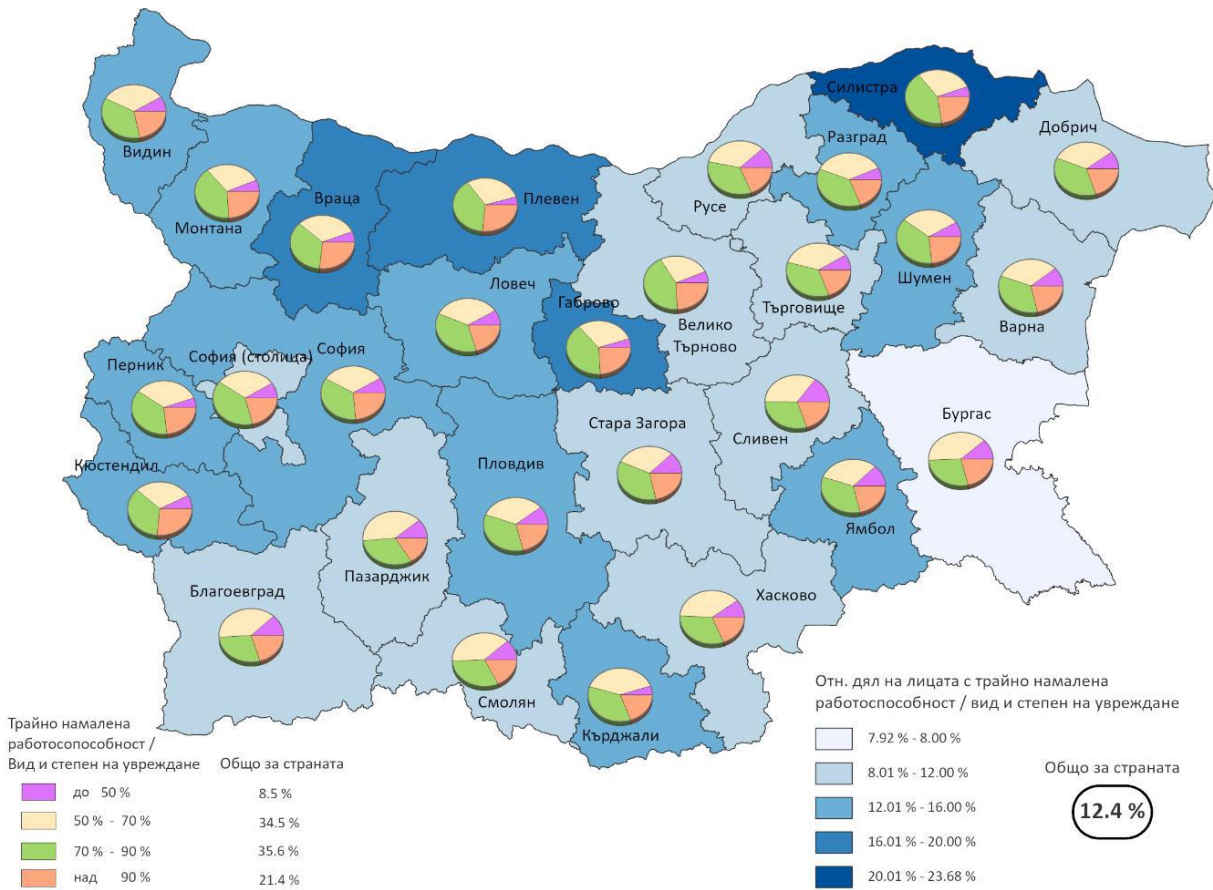 Силистра
Разград
Добрич
Видин
Русе
Враца
Плевен
Монтана
Шумен
Ловеч
Габрово
Велико
Търново
Търговище
Варна
Перник
София (столица)
София
Стара Загора
Сливен
Бургас
Кюстендил
Пловдив
Ямбол
Пазарджик
Благоевград
Хасково
Смолян
Кърджали
Трайно намалена
работосопособност /
Вид и степен на увреждане
Общо за страната
до 50 %
8.5 %
50 % - 70 %
34.5 %
70 % - 90 %
35.6 %
над 90 %
21.4 %
Отн. дял на лицата с трайно намалена
работоспособност / вид и степен на увреждане
7.92 % - 8.00 %
8.01 % - 12.00 %
12.01 % - 16.00 %
16.01 % - 20.00 %
20.01 % - 23.68 %
Общо за страната
12.4 %